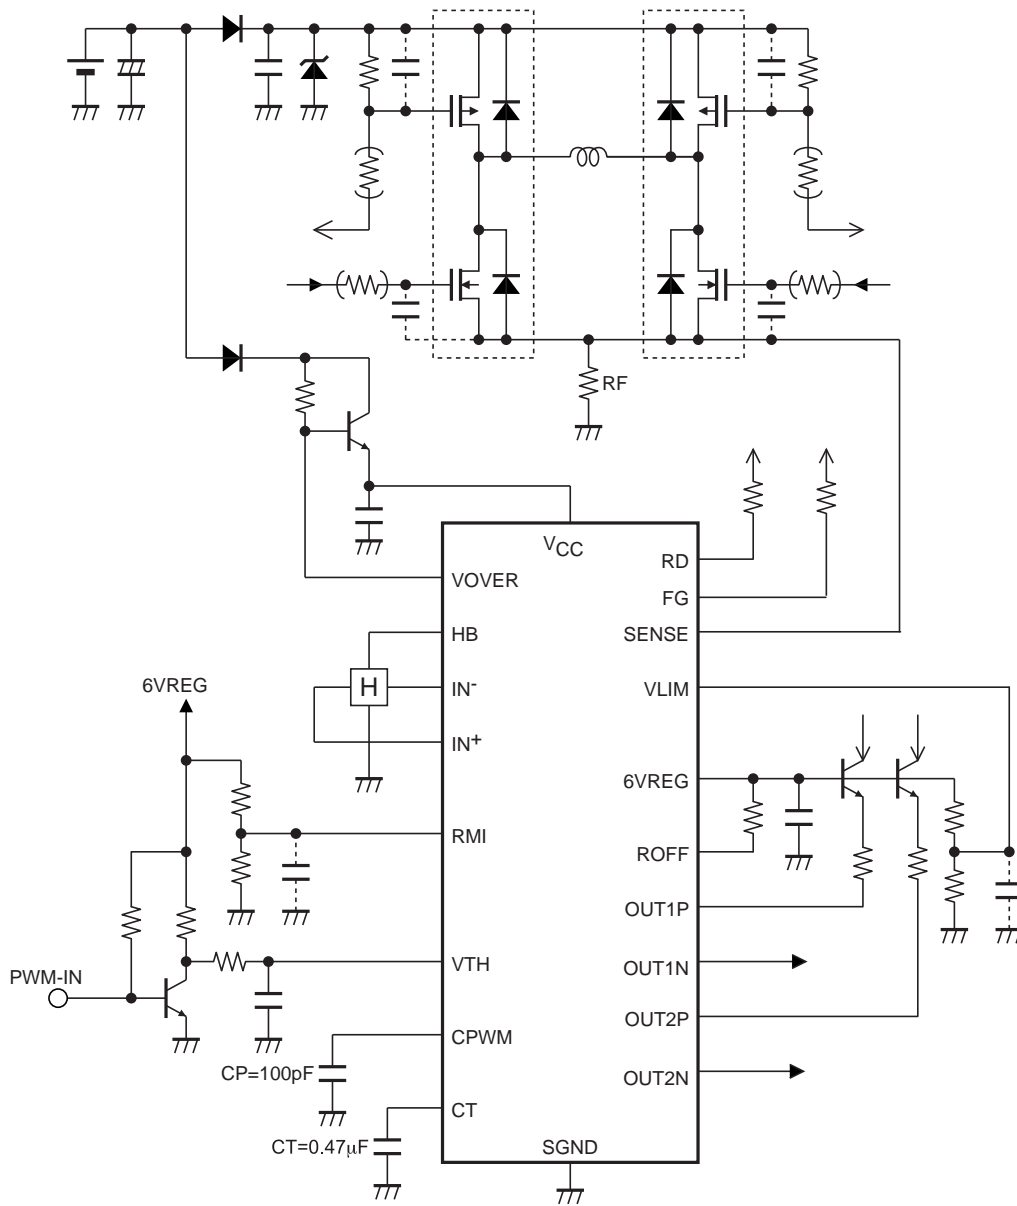 RF
VCC
RD
VOVER
FG
HB
SENSE
H
6VREG
IN-
VLIM
IN+
6VREG
RMI
ROFF
OUT1P
PWM-IN
VTH
OUT1N
OUT2P
CPWM
CP=100pF
OUT2N
CT
CT=0.47μF
SGND